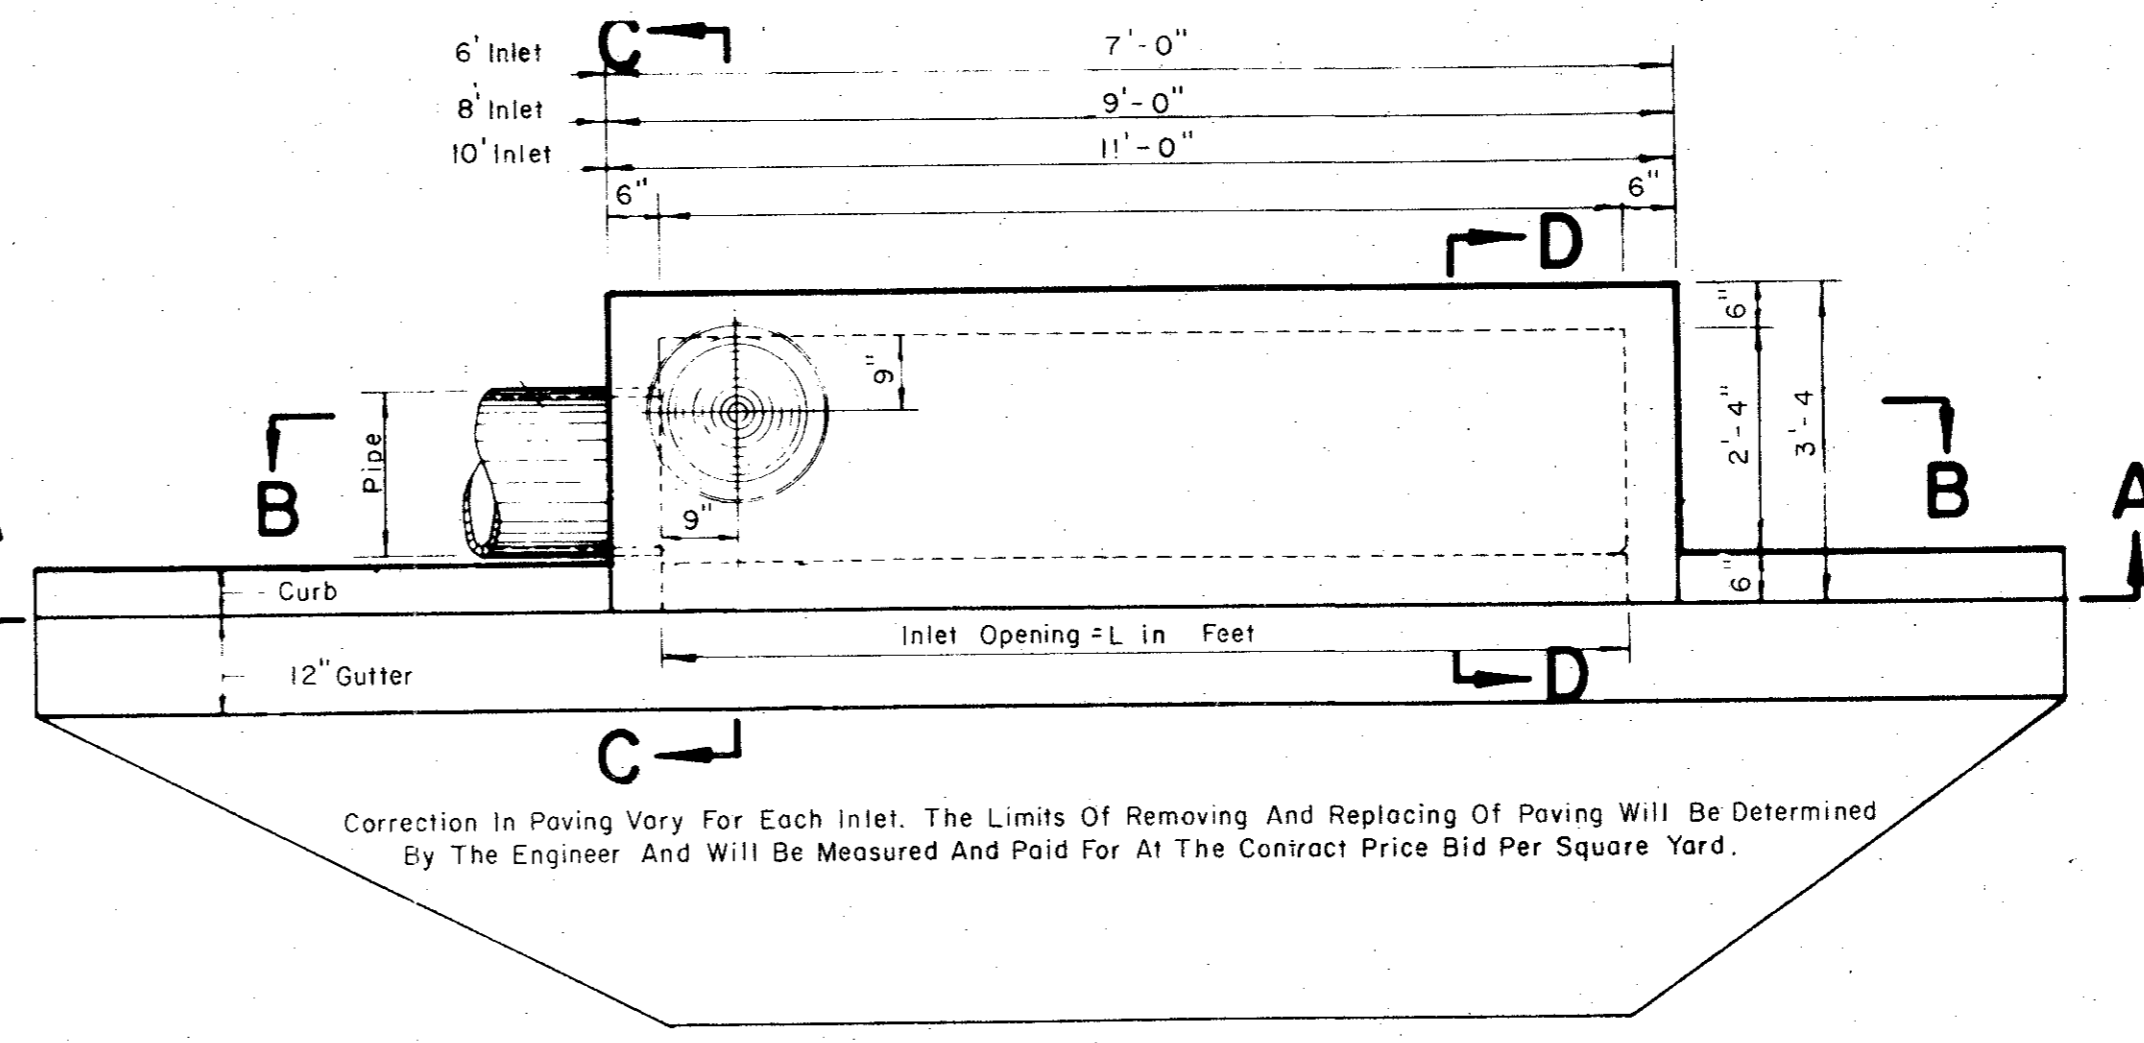 C
6' Inlet
7'-0"
8' Inlet
9'-0"
10' Inlet
11'-0"
6"
6"
D
6"
9"
2'-4"
3'-4
Pipe
B
B
A
9"
6"
Curb
Inlet Opening = L in Feet
12" Gutter
D
C
Correction In Paving Vary For Each Inlet. The Limits Of Removing And Replacing Of Paving Will Be Determined
By The Engineer And Will Be Measured And Paid For At The Contract Price Bid Per Square Yard.